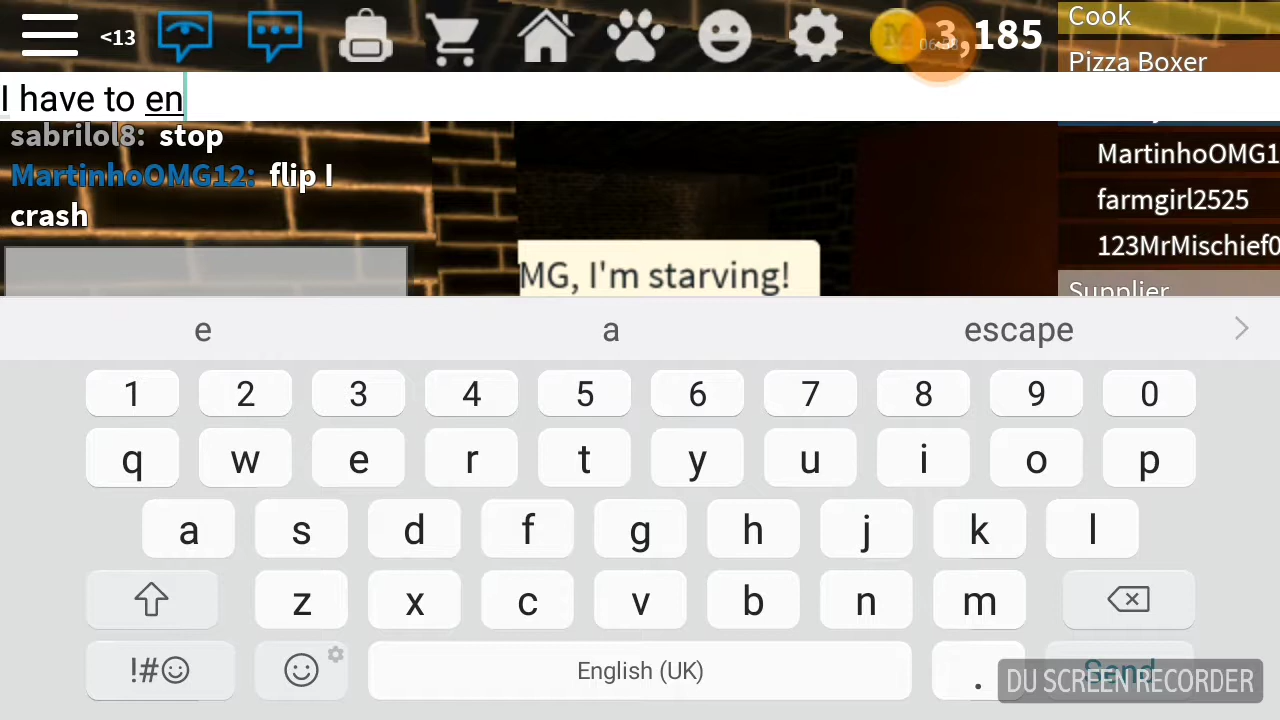 <13
3,185
Cook
Pizza Boxer
I have to en
sabrilol8: stop
MartinhoOMG12: flip I
crash
MartinhoOMG1
farmgirl2525
123MrMischief0
Supplier
MG, I'm starving!
e a escape
1 2 3 4 5 6 7 8 9 0
q w e r t y u i o p
a s d f g h j k l
z x c v b n m
!#☺ English (UK) . Send
DU SCREEN RECORDER